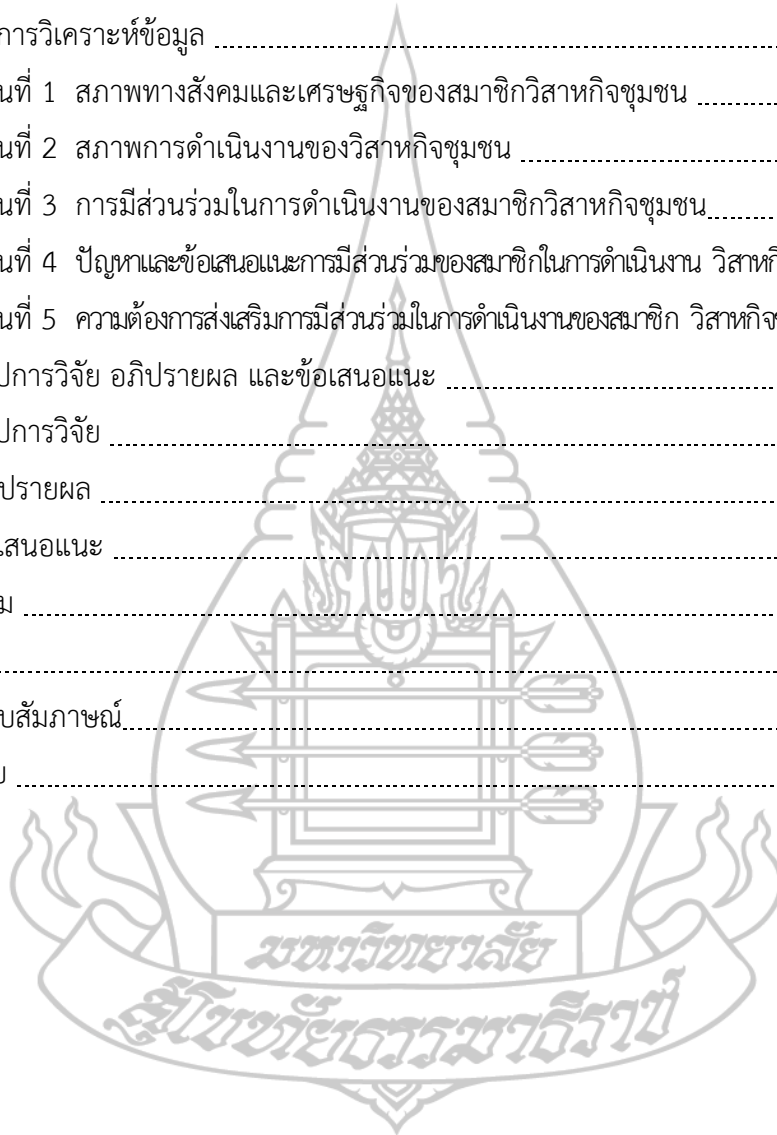 การวิเคราะห์ข้อมูล
นที่ 1 สภาพทางสังคมและเศรษฐกิจของสมาชิกวิสาหกิจชุมชน
นที่ 2 สภาพการดำเนินงานของวิสาหกิจชุมชน
นที่ 3 การมีส่วนร่วมในการดำเนินงานของสมาชิกวิสาหกิจชุมชน
นที่ 4 ปัญหาและข้อเสนอแนะการมีส่วนร่วมของสมาชิกในการดำเนินงาน วิสาหกิ
นที่ 5 ความต้องการส่งเสริมการมีส่วนร่วมในการดำเนินงานของสมาชิก วิสาหกิจช
ปการวิจัย อภิปรายผล และข้อเสนอแนะ
ปการวิจัย
ปรายผล
เสนอแนะ
ม
บสัมภาษณ์
ย
มหาวิทยาลัย
สุโขทัยธรรมาธิราช